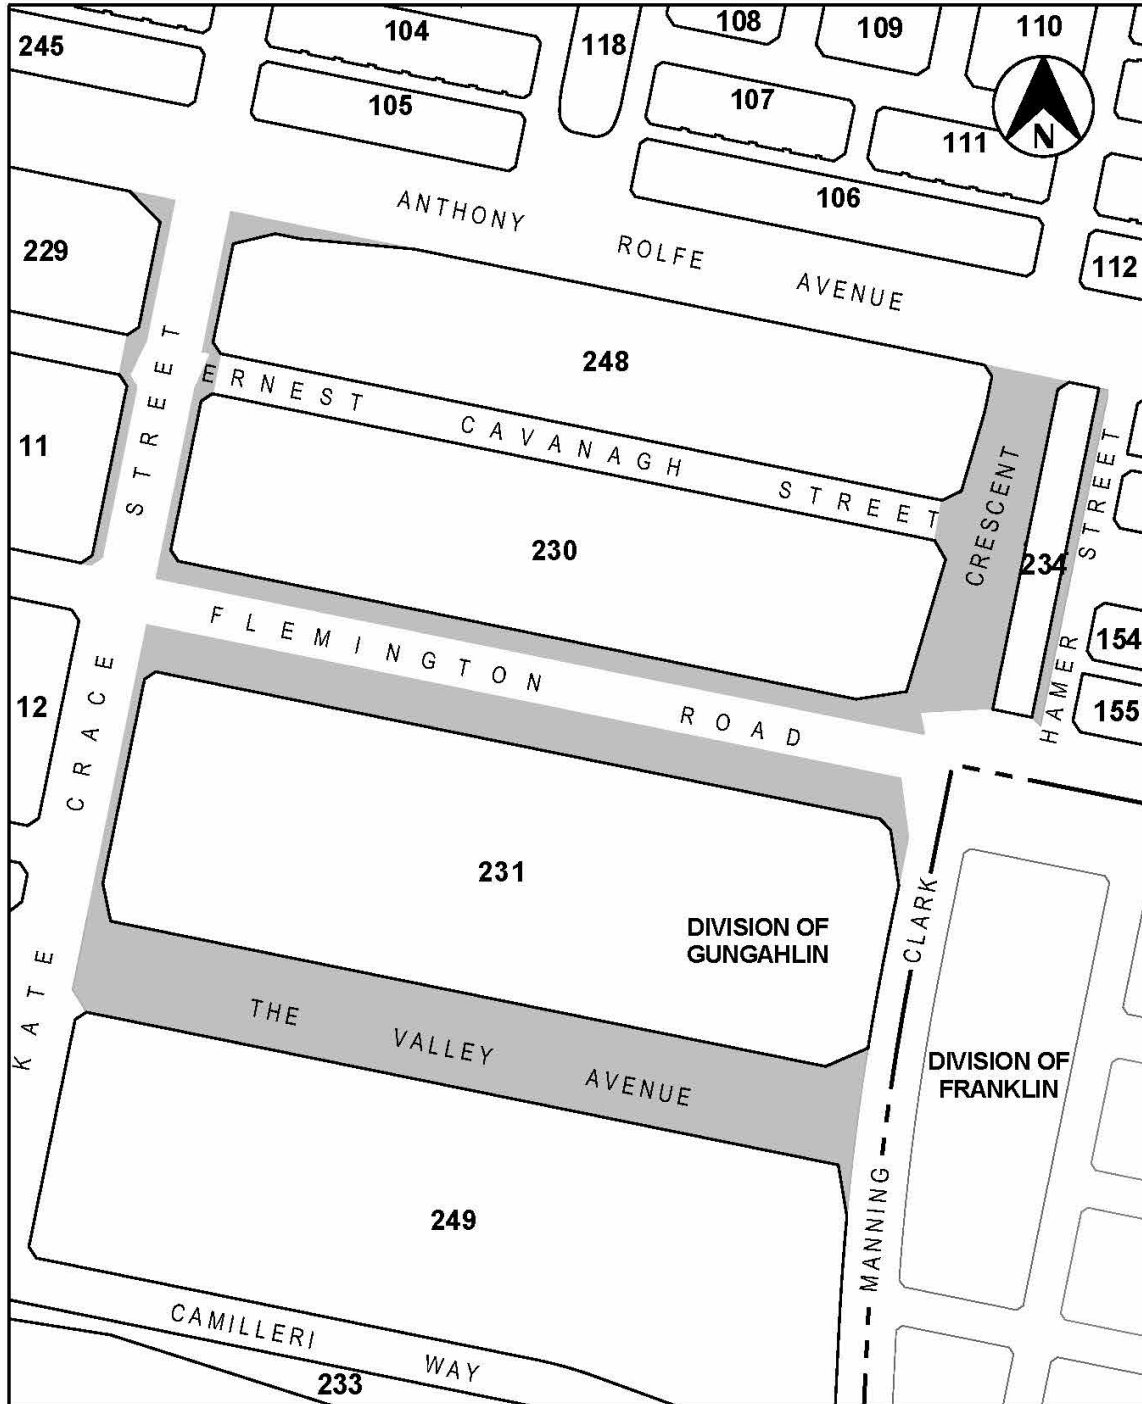 245
104
118
108
109
110
105
107
111
N
106
ANTHONY ROLFE AVENUE
229
112
248
ERNEST CAVANAGH STREET
11
230
CRESCENT
234
HAMER STREET
154
155
FLEMINGTON ROAD
12
KATE CRACE STREET
231
DIVISION OF
GUNGAHLIN
MANNING CLARK
THE VALLEY AVENUE
DIVISION OF
FRANKLIN
249
CAMILLERI WAY
233